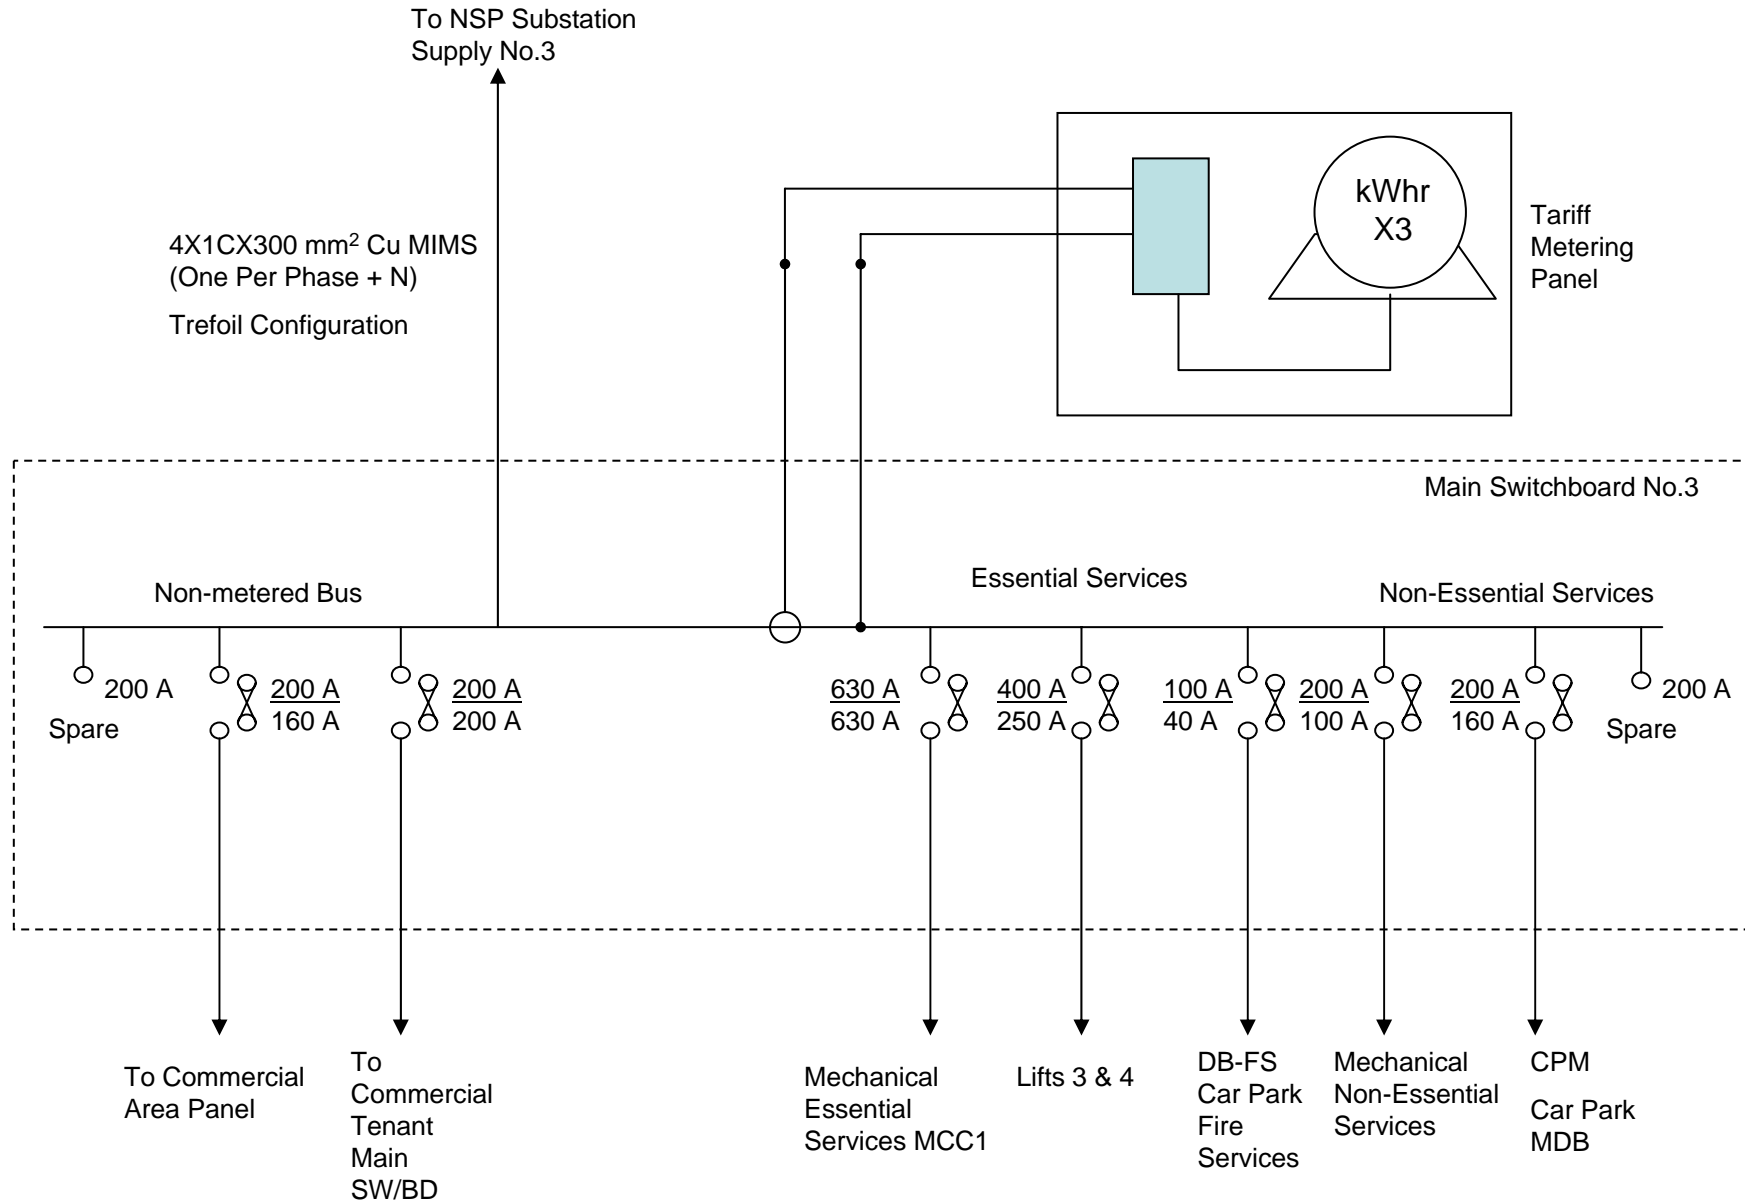 To NSP Substation
Supply No.3
kWhr
X3
Tariff
Metering
Panel
4X1CX300 mm² Cu MIMS
(One Per Phase + N)
Trefoil Configuration
Main Switchboard No.3
Non-metered Bus
Essential Services
Non-Essential Services
200 A
Spare
200 A
160 A
200 A
200 A
630 A
630 A
400 A
250 A
100 A
40 A
200 A
100 A
200 A
160 A
200 A
Spare
To Commercial
Area Panel
To
Commercial
Tenant
Main
SW/BD
Mechanical
Essential
Services MCC1
Lifts 3 & 4
DB-FS
Car Park
Fire
Services
Mechanical
Non-Essential
Services
CPM
Car Park
MDB